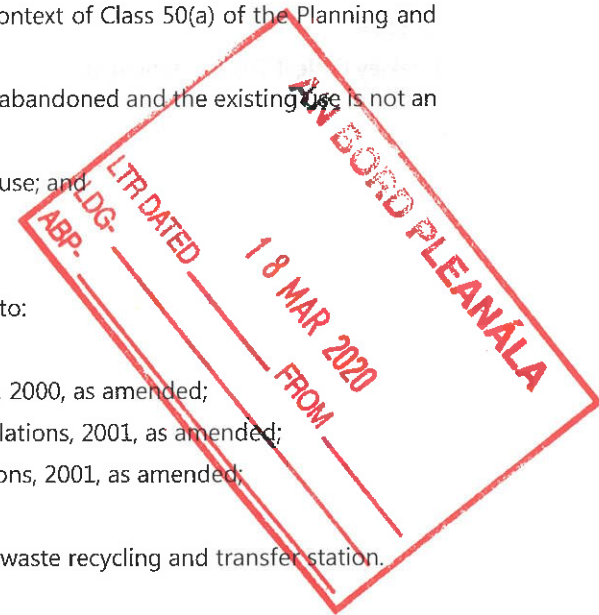 ontext of Class 50(a) of the Planning and
abandoned and the existing use is not an
use; and
to:
, 2000, as amended;
lations, 2001, as amended;
ons, 2001, as amended;
waste recycling and transfer station.
AN BORD PLEANÁLA
18 MAR 2020
LTR DATED FROM
LDG-
ABP-